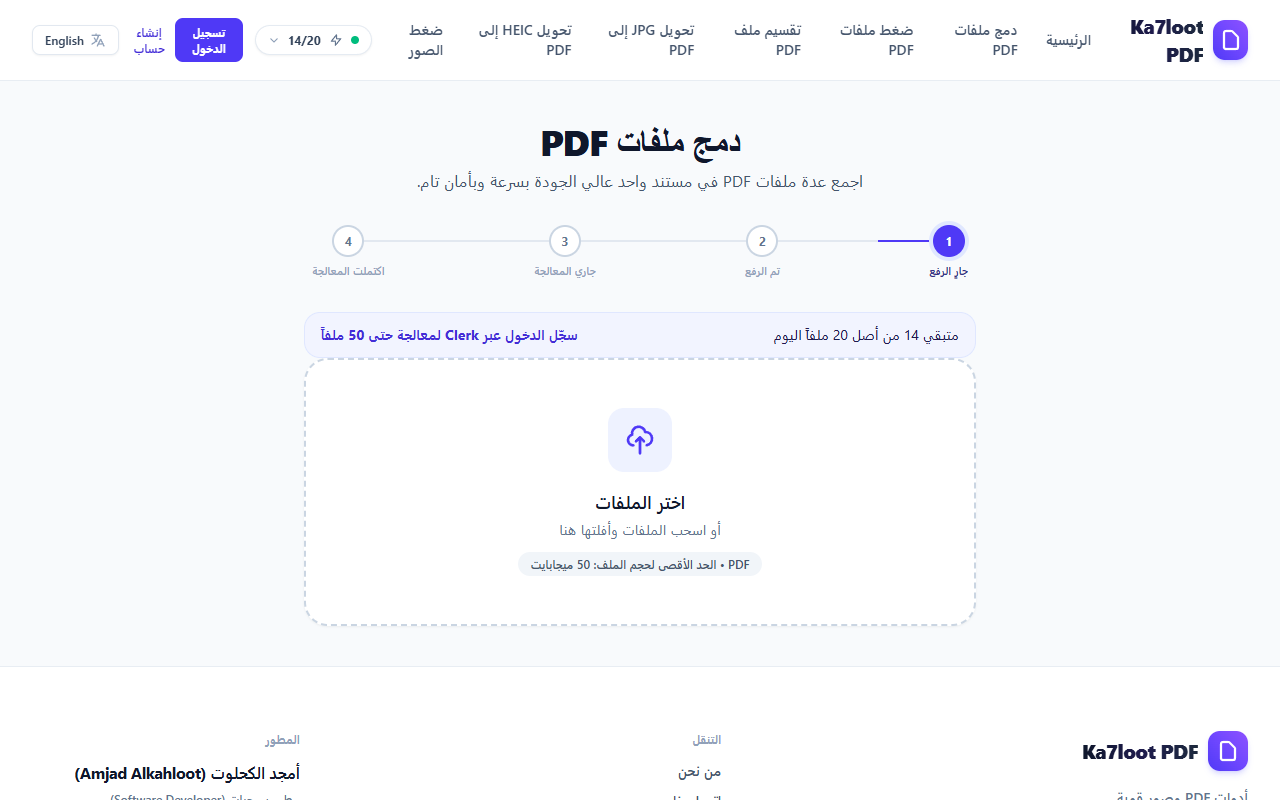 Ka7loot PDF
الرئيسية
دمج ملفات PDF
ضغط ملفات PDF
تقسيم ملف PDF
تحويل JPG إلى PDF
تحويل HEIC إلى PDF
ضغط الصور
14/20
تسجيل الدخول
إنشاء حساب
English
دمج ملفات PDF
اجمع عدة ملفات PDF في مستند واحد عالي الجودة بسرعة وبأمان تام.
1
جارٍ الرفع
2
تم الرفع
3
جاري المعالجة
4
اكتملت المعالجة
متبقي 14 من أصل 20 ملفاً اليوم
سجّل الدخول عبر Clerk لمعالجة حتى 50 ملفاً
اختر الملفات
أو اسحب الملفات وأفلتها هنا
PDF • الحد الأقصى لحجم الملف: 50 ميجابايت
Ka7loot PDF
التنقل
من نحن
المطور
أمجد الكحلوت (Amjad Alkahloot)
(Software Developer)